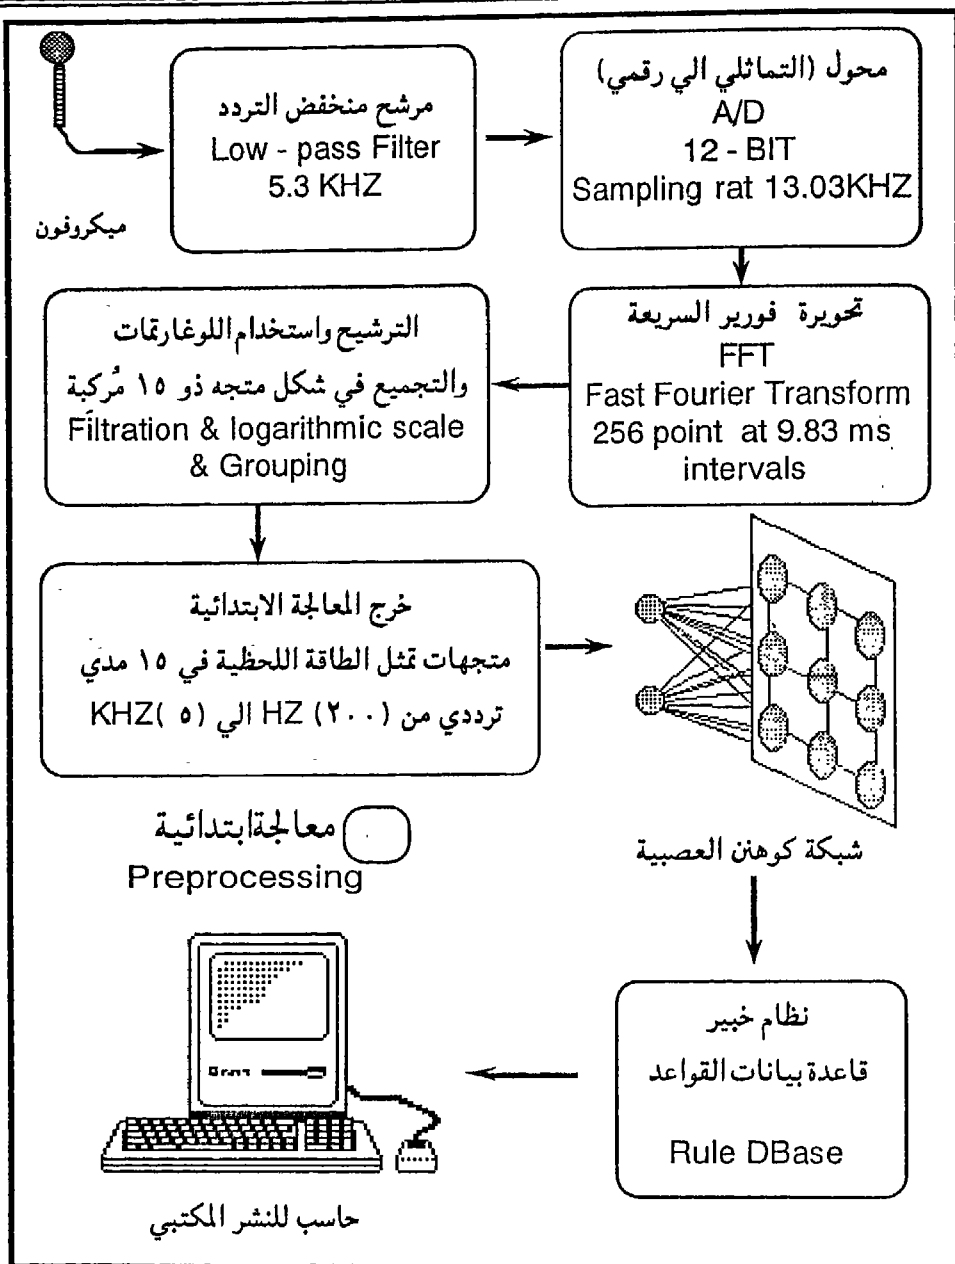 ميكروفون
مرشح منخفض التردد
Low - pass Filter
5.3 KHZ
محول (التماثلي الي رقمي)
A/D
12 - BIT
Sampling rat 13.03KHZ
تحويرة فورير السريعة
FFT
Fast Fourier Transform
256 point at 9.83 ms
intervals
الترشيح واستخدام اللوغارتمات
والتجميع في شكل متجه ذو ١٥ مُركبة
Filtration & logarithmic scale
& Grouping
خرج المعالجة الابتدائية
متجهات تمثل الطاقة اللحظية في ١٥ مدي
ترددي من (٢٠٠) HZ الي (٥ )KHZ
شبكة كوهنن العصبية
معالجة ابتدائية
Preprocessing
نظام خبير
قاعدة بيانات القواعد
Rule DBase
حاسب للنشر المكتبي